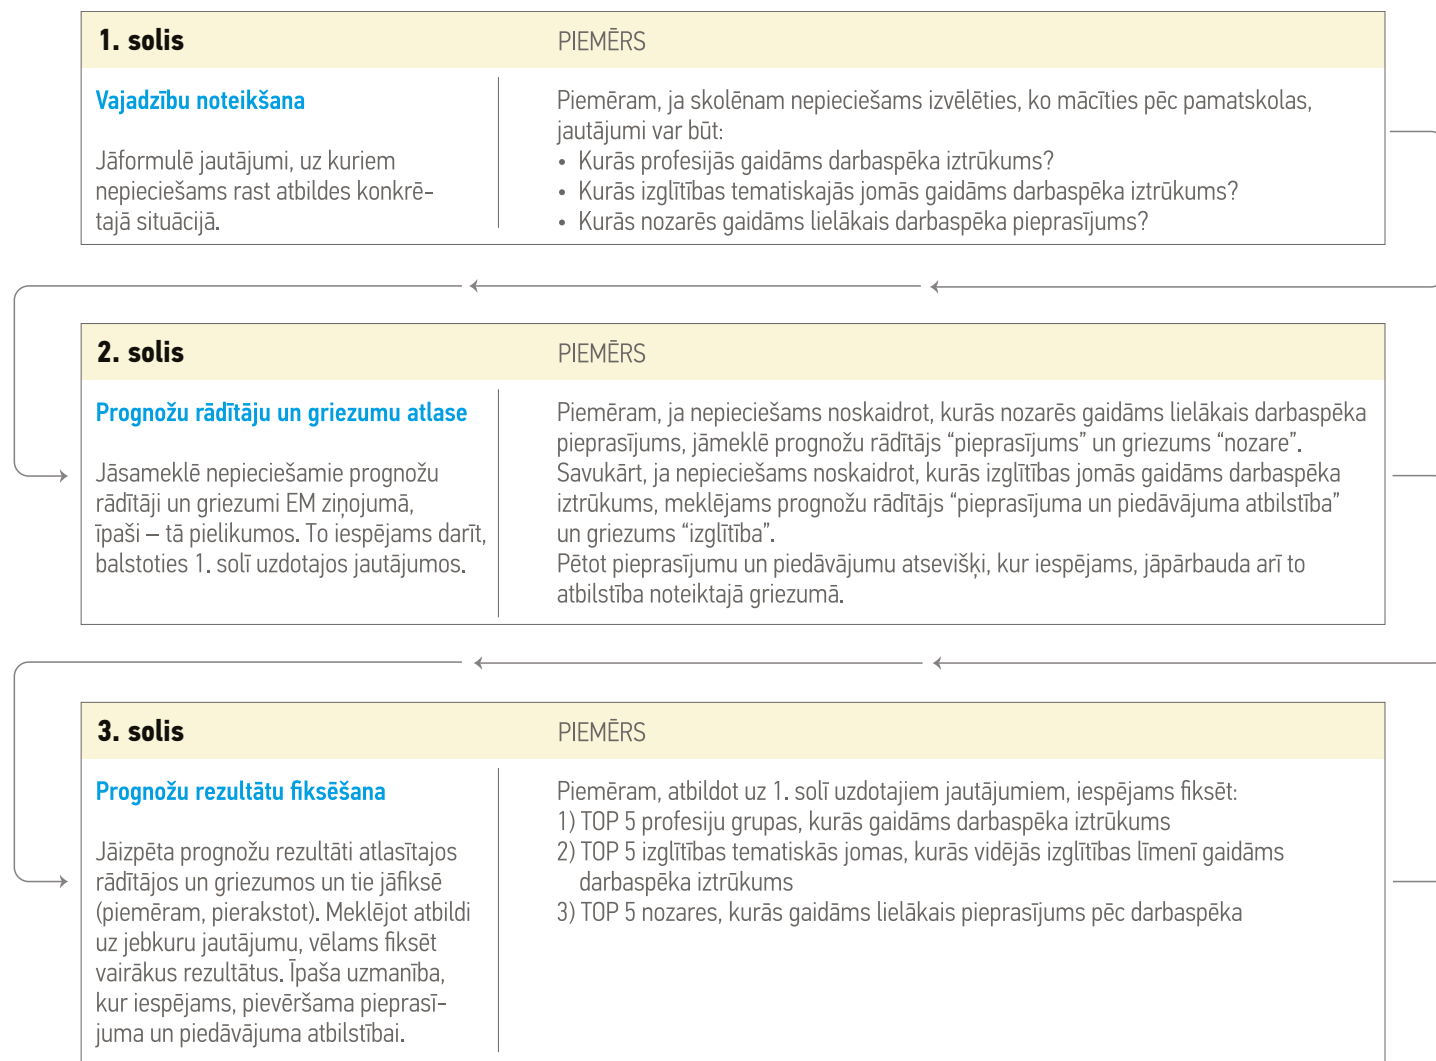 1. solis
PIEMĒRS
Vajadzību noteikšana
Jāformulē jautājumi, uz kuriem
nepieciešams rast atbildes konkrē-
tajā situācijā.
Piemēram, ja skolēnam nepieciešams izvēlēties, ko mācīties pēc pamatskolas,
jautājumi var būt:
• Kurās profesijās gaidāms darbaspēka iztrūkums?
• Kurās izglītības tematiskajās jomās gaidāms darbaspēka iztrūkums?
• Kurās nozarēs gaidāms lielākais darbaspēka pieprasījums?
2. solis
PIEMĒRS
Prognožu rādītāju un griezumu atlase
Jāsameklē nepieciešamie prognožu
rādītāji un griezumi EM ziņojumā,
īpaši – tā pielikumos. To iespējams darīt,
balstoties 1. solī uzdotajos jautājumos.
Piemēram, ja nepieciešams noskaidrot, kurās nozarēs gaidāms lielākais darbaspēka
pieprasījums, jāmeklē prognožu rādītājs “pieprasījums” un griezums “nozare”.
Savukārt, ja nepieciešams noskaidrot, kurās izglītības jomās gaidāms darbaspēka
iztrūkums, meklējams prognožu rādītājs “pieprasījuma un piedāvājuma atbilstība”
un griezums “izglītība”.
Pētot pieprasījumu un piedāvājumu atsevišķi, kur iespējams, jāpārbauda arī to
atbilstība noteiktajā griezumā.
3. solis
PIEMĒRS
Prognožu rezultātu fiksēšana
Jāizpēta prognožu rezultāti atlasītajos
rādītājos un griezumos un tie jāfiksē
(piemēram, pierakstot). Meklējot atbildi
uz jebkuru jautājumu, vēlams fiksēt
vairākus rezultātus. Īpaša uzmanība,
kur iespējams, pievēršama pieprasī-
juma un piedāvājuma atbilstībai.
Piemēram, atbildot uz 1. solī uzdotajiem jautājumiem, iespējams fiksēt:
1) TOP 5 profesiju grupas, kurās gaidāms darbaspēka iztrūkums
2) TOP 5 izglītības tematiskās jomas, kurās vidējās izglītības līmenī gaidāms
darbaspēka iztrūkums
3) TOP 5 nozares, kurās gaidāms lielākais pieprasījums pēc darbaspēka